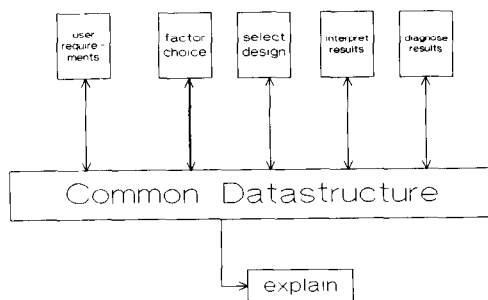 user
require-
ments
factor
choice
select
design
interpret
results
diagnose
results
Common Datastructure
explain